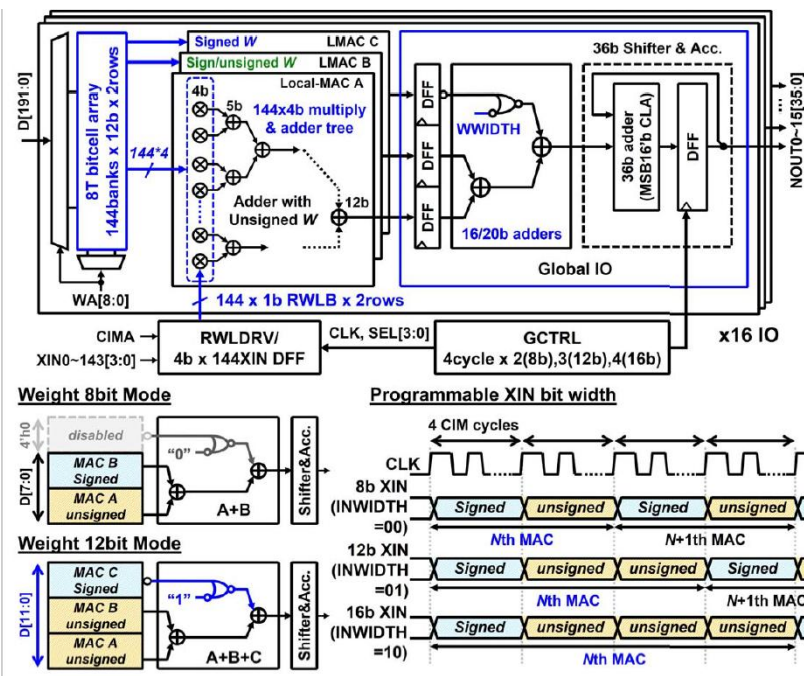 Signed W
LMAC C
Sign/unsigned W
LMAC B
Local-MAC A
D[191:0]
8T bitcell array
144banks x 12b x 2rows
144*4
4b
5b
144x4b multiply
& adder tree
Adder with
Unsigned W
12b
WA[8:0]
144 x 1b RWLB x 2rows
DFF
DFF
DFF
WWIDTH
16/20b adders
Global IO
36b Shifter & Acc.
36b adder
(MSB16'b CLA)
DFF
NOUT0~15[35:0]
x16 IO
CIMA
XIN0~143[3:0]
RWLDRV/
4b x 144XIN DFF
CLK, SEL[3:0]
GCTRL
4cycle x 2(8b),3(12b),4(16b)
Weight 8bit Mode
4'h0
disabled
D[7:0]
MAC B
Signed
MAC A
unsigned
"0"
A+B
Shifter&Acc.
Weight 12bit Mode
D[11:0]
MAC C
Signed
MAC B
unsigned
MAC A
unsigned
"1"
A+B+C
Shifter&Acc.
Programmable XIN bit width
4 CIM cycles
CLK
8b XIN
(INWIDTH
=00)
Signed
unsigned
Signed
unsigned
Nth MAC
N+1th MAC
12b XIN
(INWIDTH
=01)
Signed
unsigned
unsigned
Signed
Nth MAC
N+1th MAC
16b XIN
(INWIDTH
=10)
Signed
unsigned
unsigned
unsigned
Nth MAC